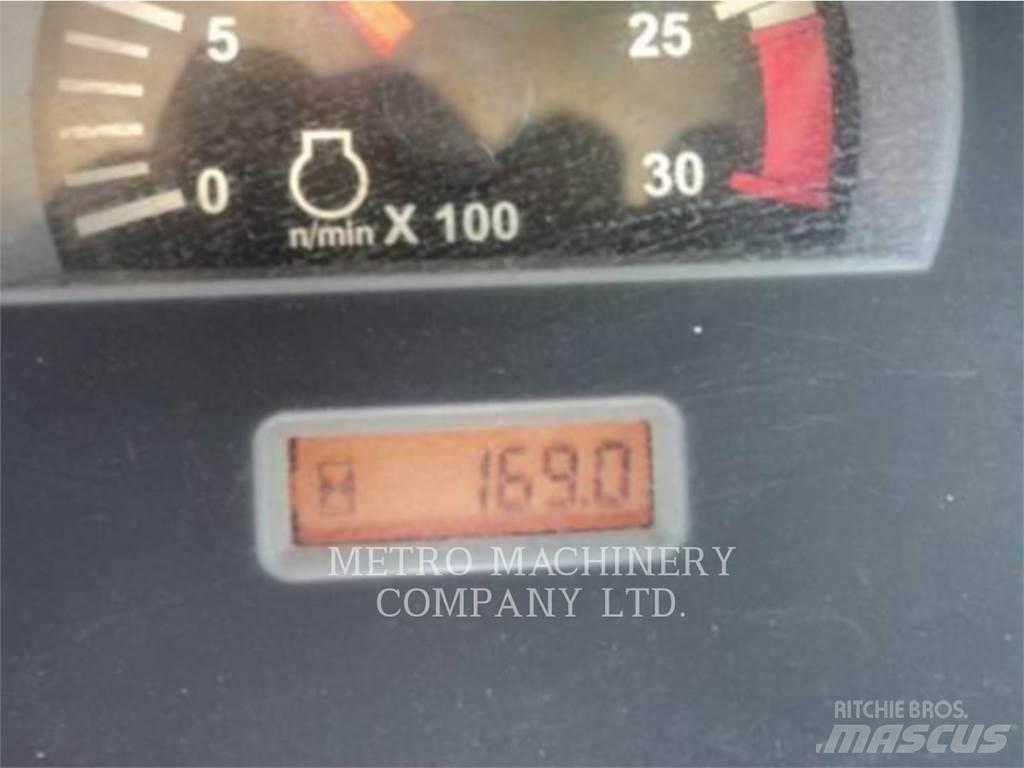 5
25
0
30
n/min X 100
169.0
METRO MACHINERY
COMPANY LTD.
RITCHIE BROS.
MASCUS